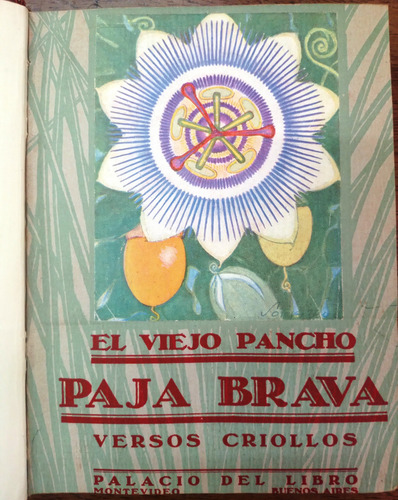 EL VIEJO PANCHO
PAJA BRAVA
VERSOS CRIOLLOS
PALACIO DEL LIBRO
MONTEVIDEO BUENOS AIRES